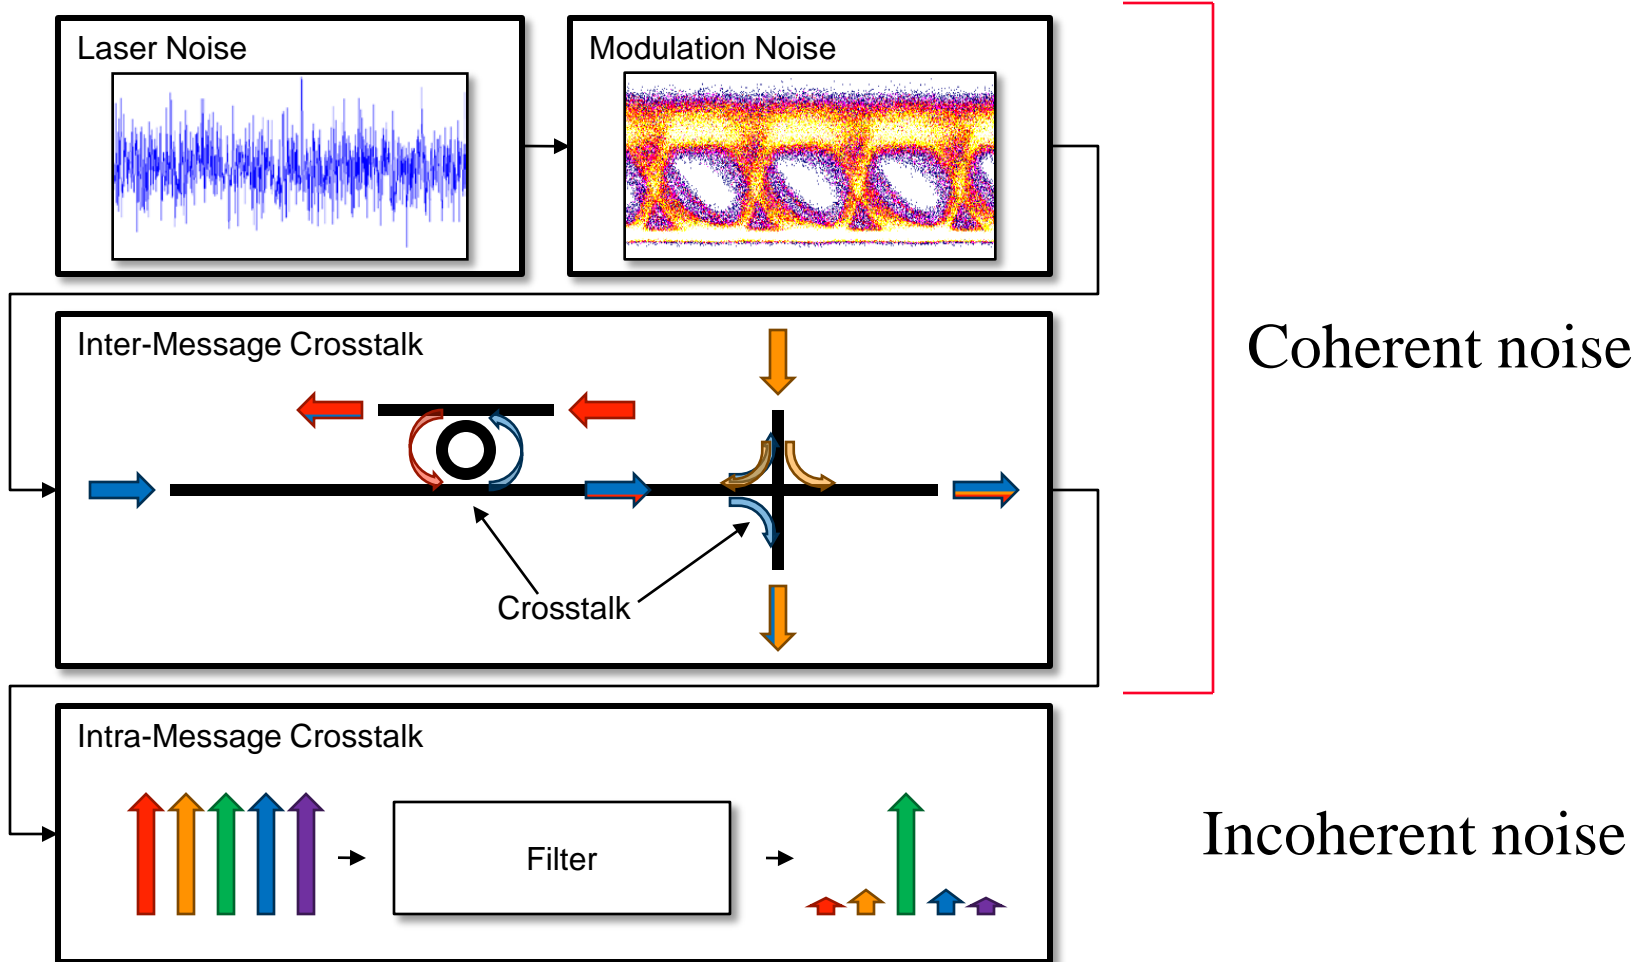 Laser Noise
Modulation Noise
Inter-Message Crosstalk
Coherent noise
Crosstalk
Intra-Message Crosstalk
Filter
Incoherent noise